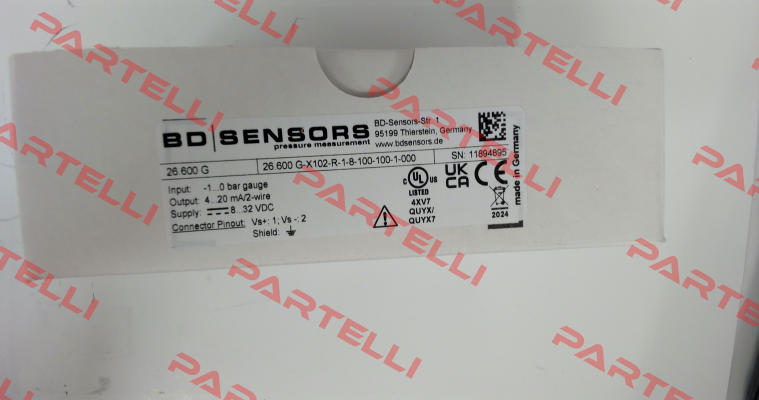 BD|SENSORS
pressure measurement
BD-Sensors-Str. 1
95199 Thierstein, Germany
www.bdsensors.de
26.600 G
26.600 G-X102-R-1-8-100-100-1-000
SN: 11894895
Input: -1...0 bar gauge
Output: 4...20 mA/2-wire
Supply: 8...32 VDC
Connector Pinout: Vs+: 1; Vs -: 2
Shield:
c UL us
LISTED
4XV7
QUYX/
QUYX7
UK
CA
CE
2024
made in Germany
PARTELLI
PARTELLI
PARTELLI
PARTELLI
PARTELLI
PARTELLI
PARTELLI
PARTELLI
PARTELLI
PARTELLI
PARTELLI